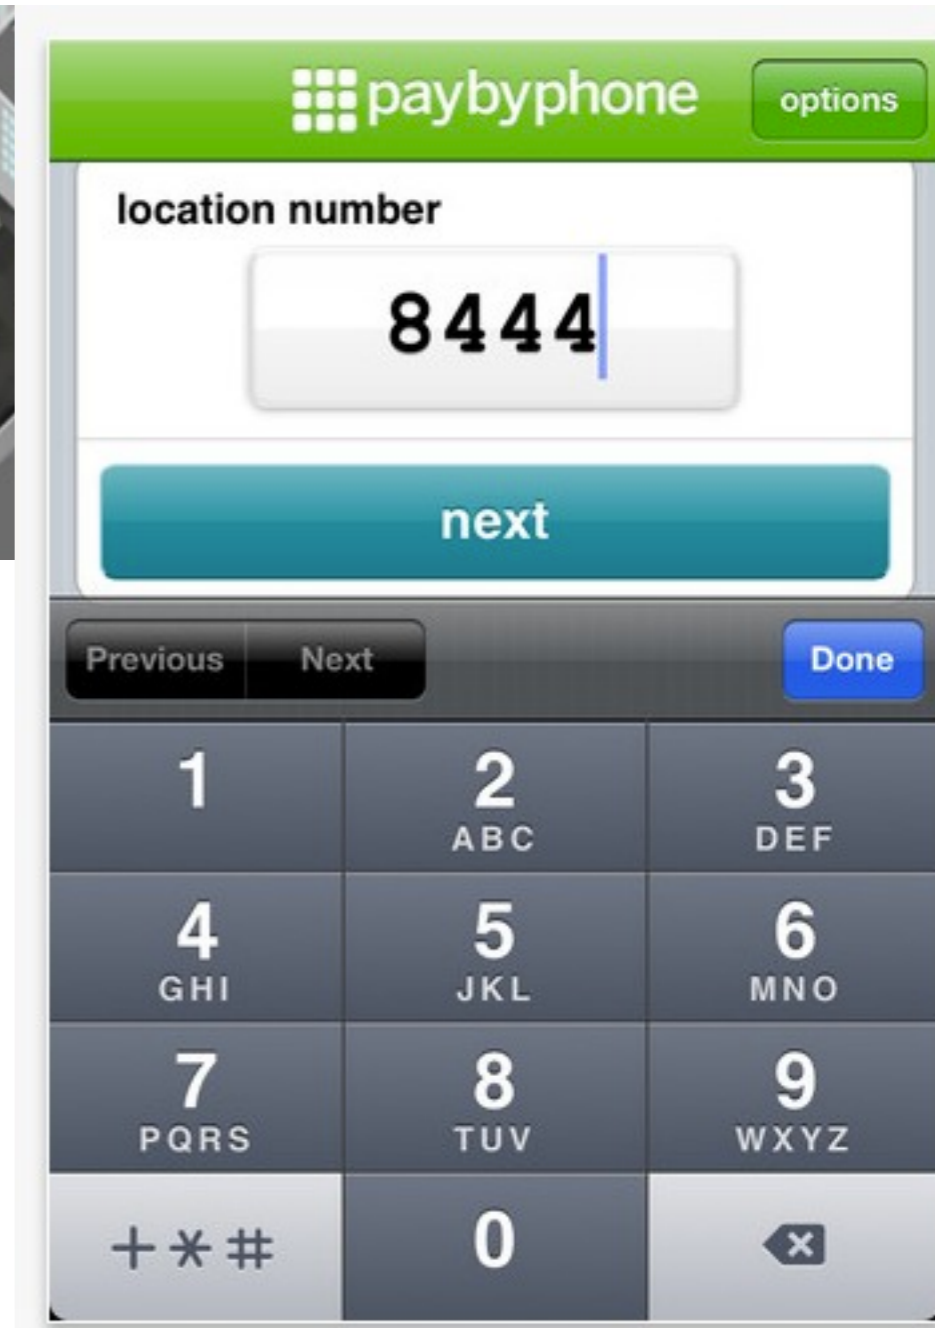 paybyphone options
location number
8444
next
Previous Next Done
1 2 3
ABC DEF
4 5 6
GHI JKL MNO
7 8 9
PQRS TUV WXYZ
+*# 0